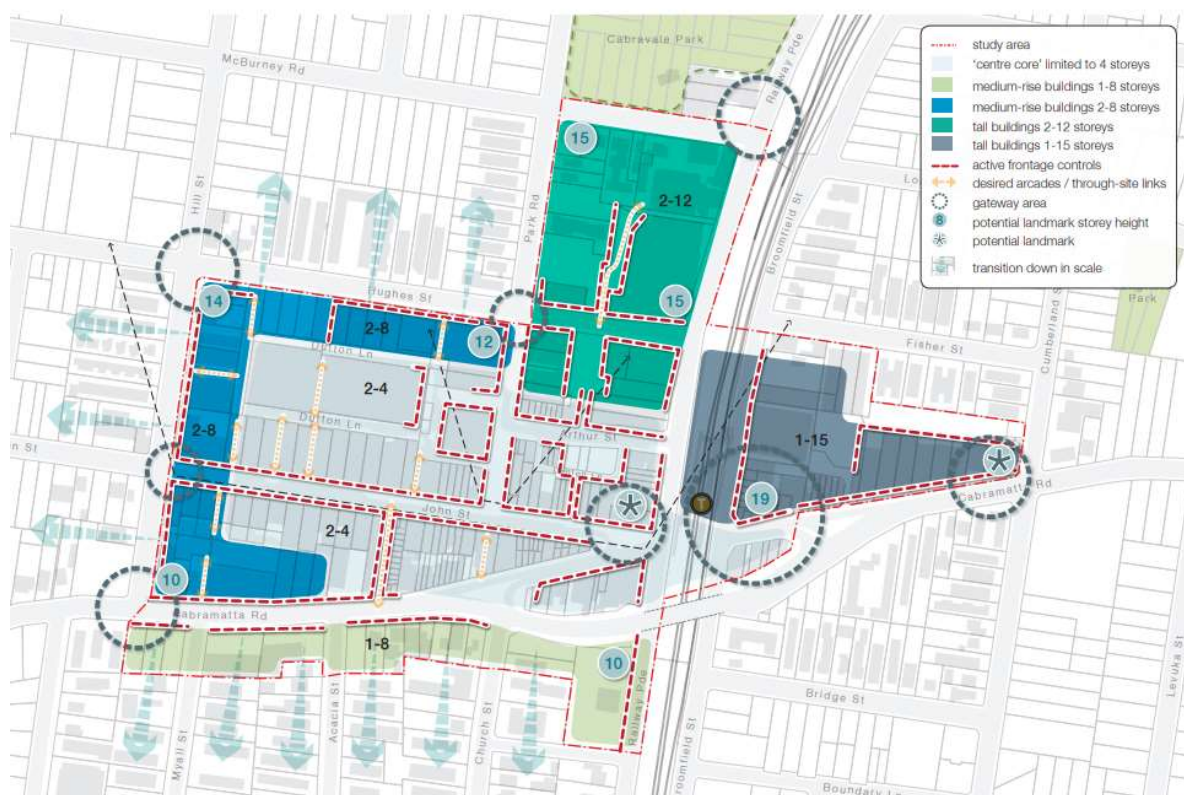 Cabravale Park
Railway Pde
McBurney Rd
study area
'centre core' limited to 4 storeys
medium-rise buildings 1-8 storeys
medium-rise buildings 2-8 storeys
tall buildings 2-12 storeys
tall buildings 1-15 storeys
active frontage controls
desired arcades / through-site links
gateway area
8
potential landmark storey height
potential landmark
transition down in scale
15
Hill St
Park Rd
2-12
Broomfield St
Cumberland St
Park
14
Hughes St
2-8
12
15
Dutton Ln
Fisher St
2-4
2-8
Dutton Ln
Arthur St
1-15
John St
T
19
Cabramatta Rd
2-4
10
Cabramatta Rd
1-8
10
Railway Pde
Bridge St
Levuka St
Myall St
Acacia St
Church St
Broomfield St